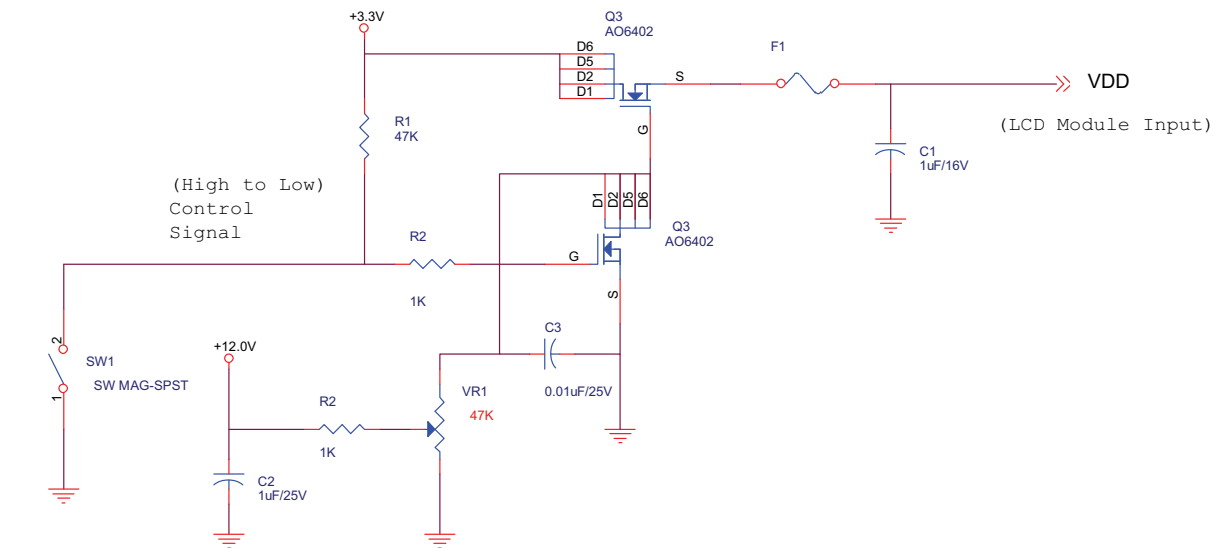 +3.3V
Q3
AO6402
D6
D5
D2
D1
S
G
F1
VDD
(LCD Module Input)
R1
47K
C1
1uF/16V
(High to Low)
Control
Signal
D1
D2
D5
D6
Q3
AO6402
R2
1K
G
S
C3
0.01uF/25V
2
1
SW1
SW MAG-SPST
+12.0V
R2
1K
VR1
47K
C2
1uF/25V